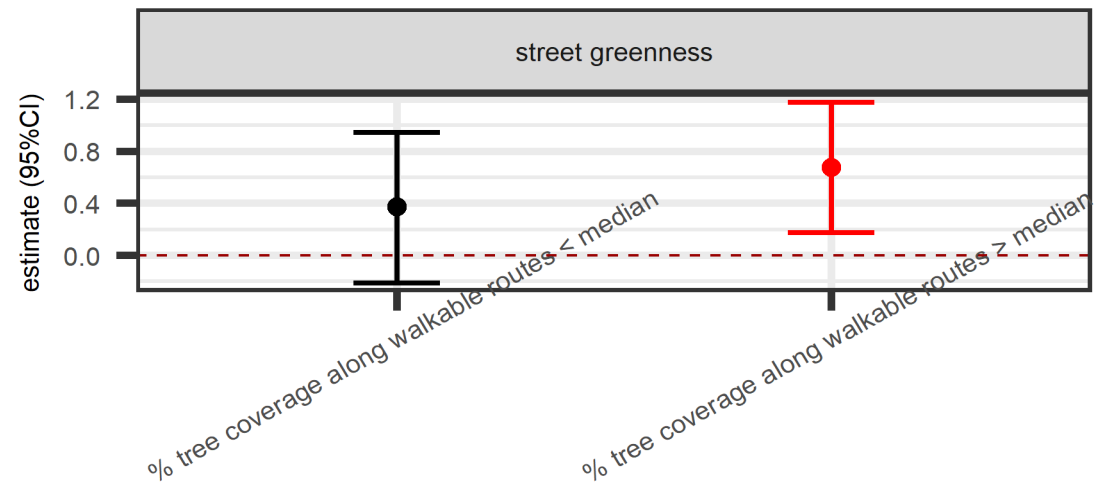 street greenness
estimate (95%CI)
1.2
0.8
0.4
0.0
% tree coverage along walkable routes < median
% tree coverage along walkable routes > median